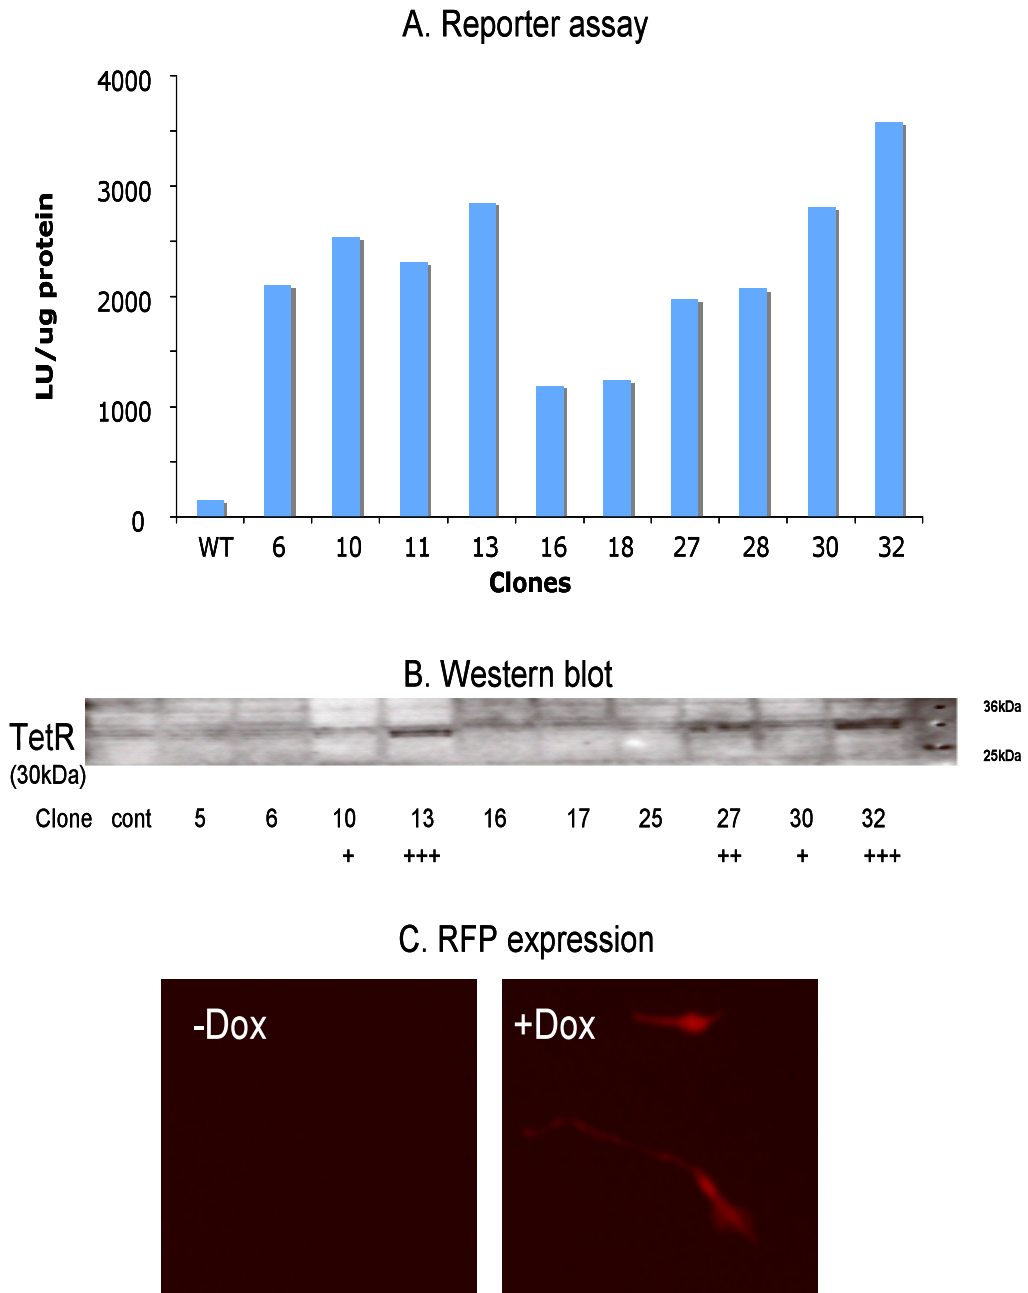 A. Reporter assay
4000
3000
2000
1000
0
LU/ug protein
WT 6 10 11 13 16 18 27 28 30 32
Clones
B. Western blot
TetR
(30kDa)
36kDa
25kDa
Clone cont 5 6 10 13 16 17 25 27 30 32
+ +++ ++ + +++
C. RFP expression
-Dox
+Dox